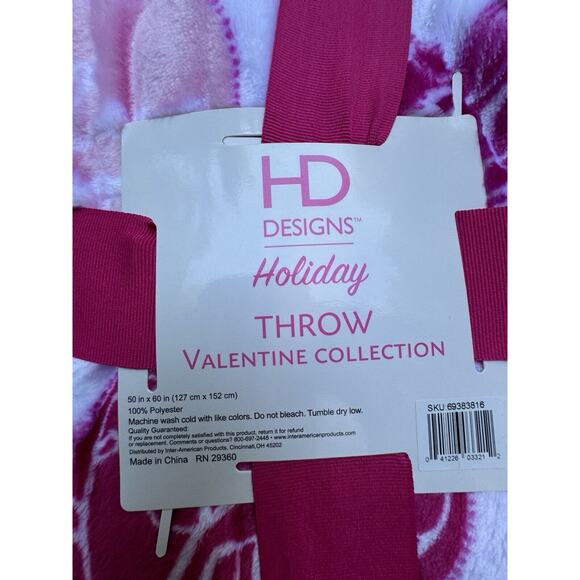 HD
DESIGNS™
Holiday
THROW
VALENTINE COLLECTION
50 in x 60 in (127 cm x 152 cm)
100% Polyester
Machine wash cold with like colors. Do not bleach. Tumble dry low.
Quality Guaranteed:
If you are not completely satisfied with this product, return it for refund
or replacement. Comments or questions? 800-697-2448 • www.interamericanproducts.com
Distributed by Inter-American Products, Cincinnati,OH 45202
Made in China RN 29360
SKU:69383816
0 41226 03321 2